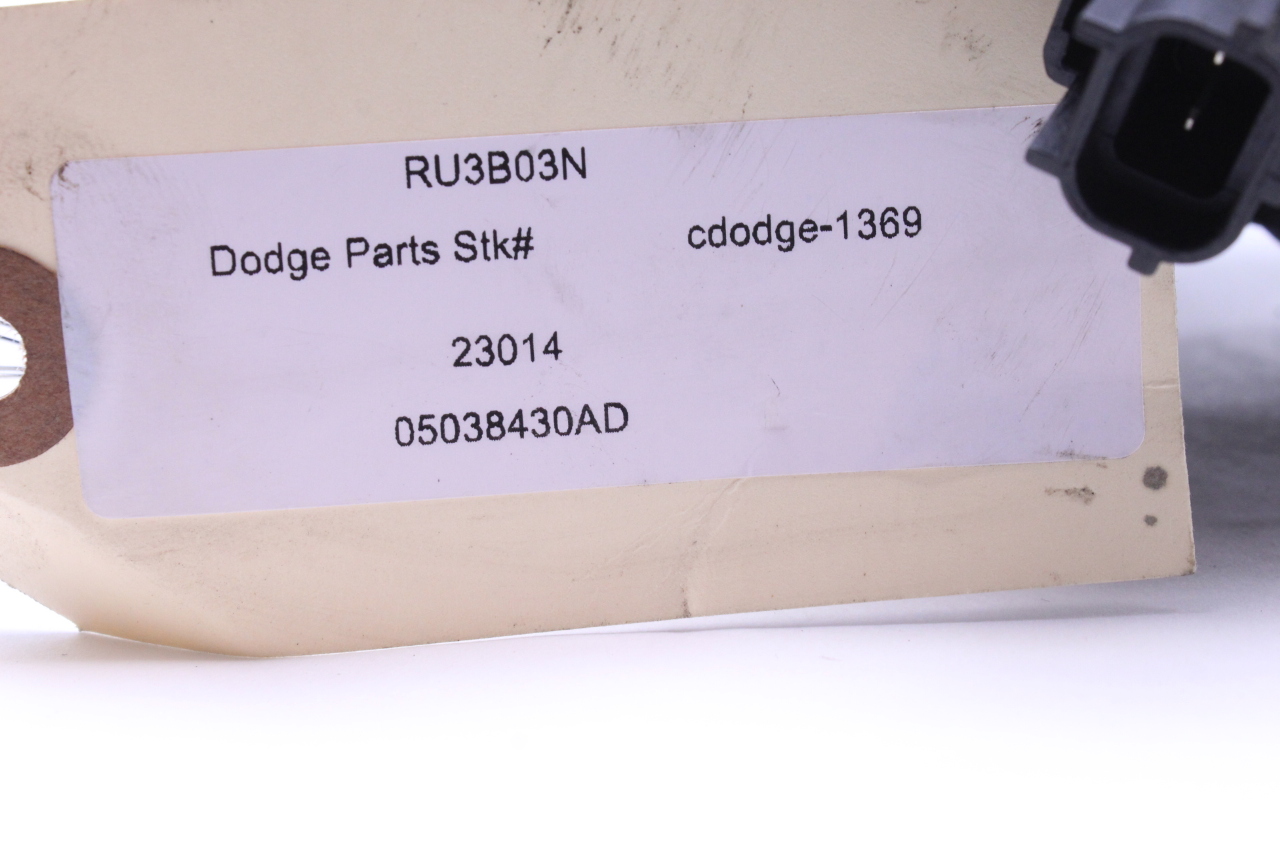 RU3B03N
Dodge Parts Stk# cdodge-1369
23014
05038430AD